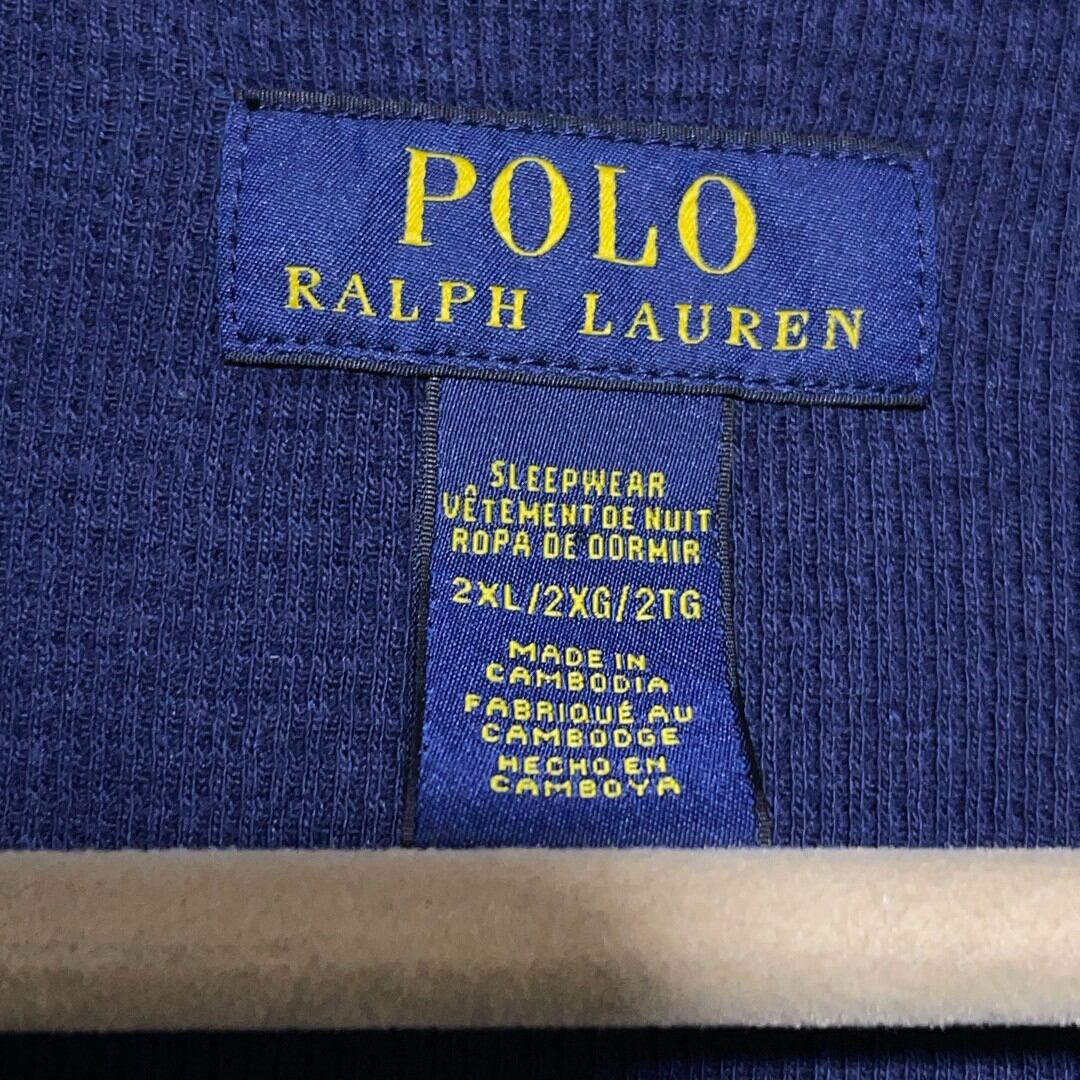 POLO
RALPH LAUREN
SLEEPWEAR
VÊTEMENT DE NUIT
ROPA DE DORMIR
2XL/2XG/2TG
MADE IN
CAMBODIA
FABRIQUÉ AU
CAMBODGE
HECHO EN
CAMBOYA